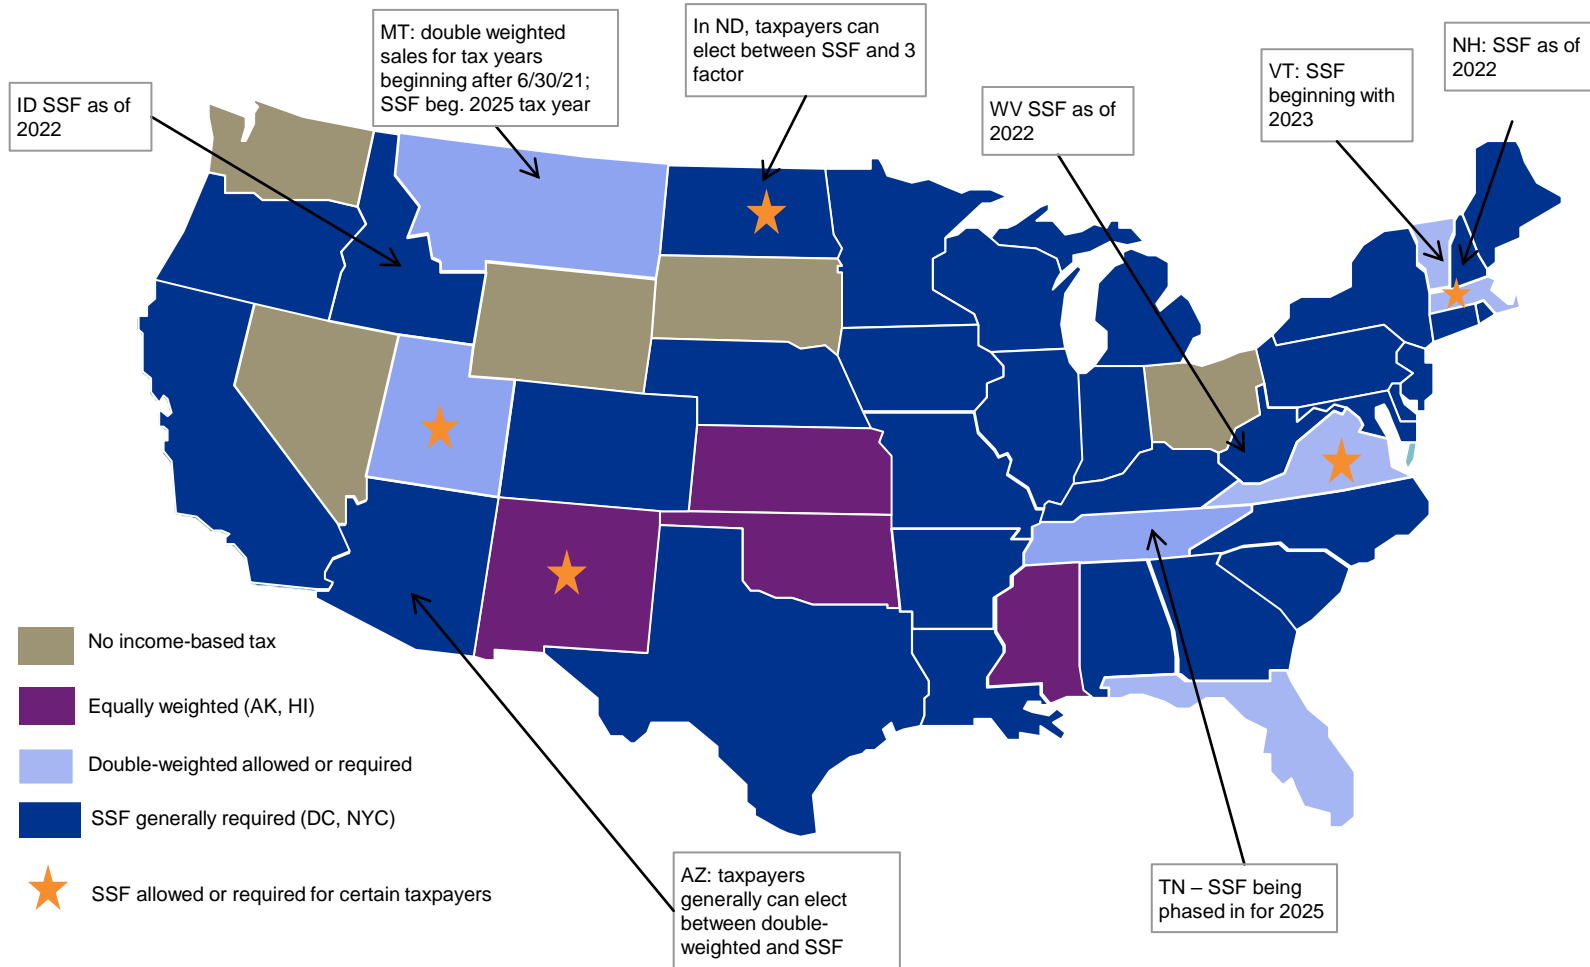 MT: double weighted
sales for tax years
beginning after 6/30/21;
SSF beg. 2025 tax year
In ND, taxpayers can
elect between SSF and 3
factor
NH: SSF as of
2022
VT: SSF
beginning with
2023
ID SSF as of
2022
WV SSF as of
2022
No income-based tax
Equally weighted (AK, HI)
Double-weighted allowed or required
SSF generally required (DC, NYC)
SSF allowed or required for certain taxpayers
AZ: taxpayers
generally can elect
between double-
weighted and SSF
TN – SSF being
phased in for 2025